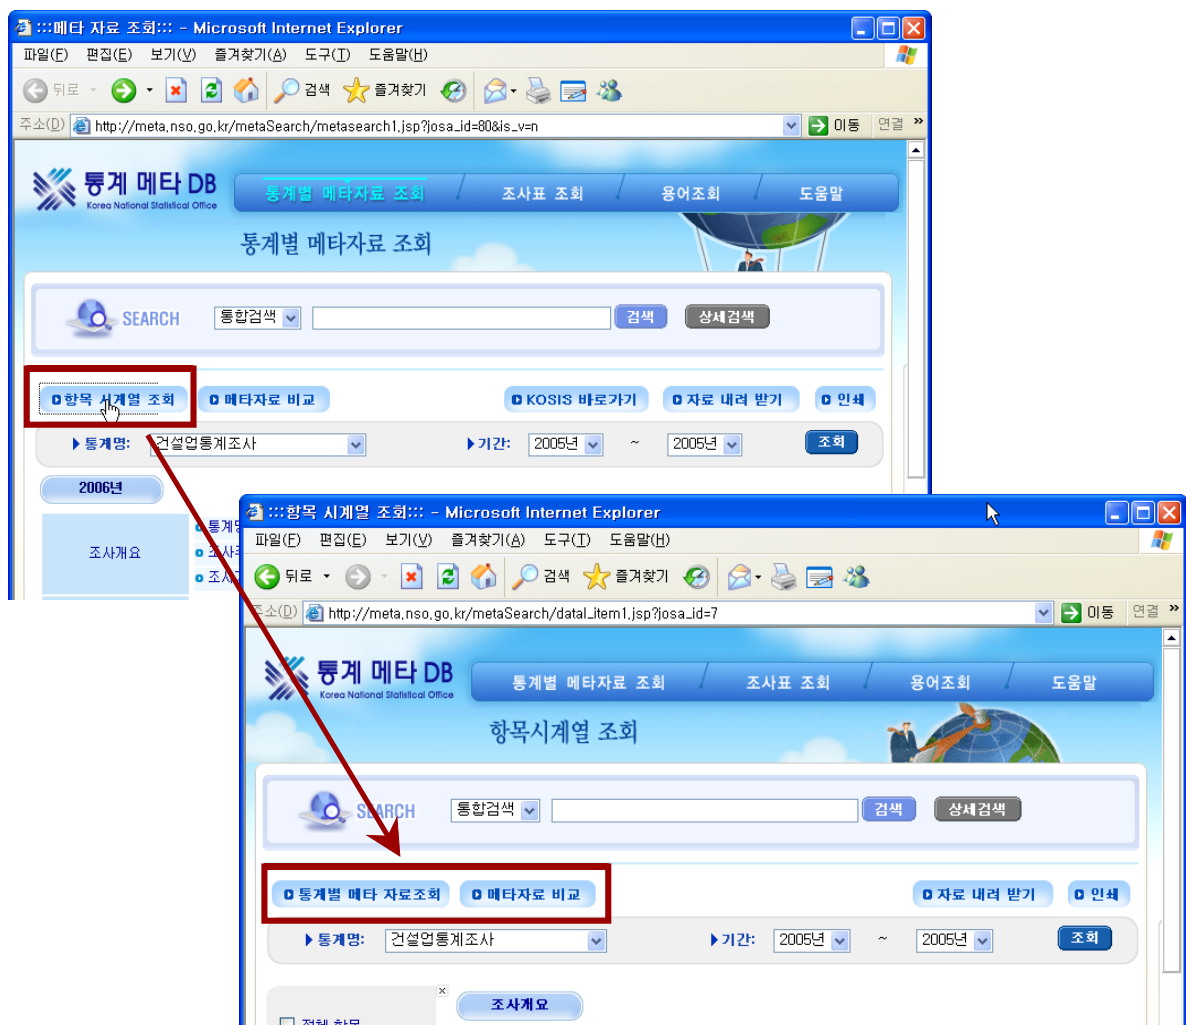 :::메타 자료 조회::: - Microsoft Internet Explorer
파일(F) 편집(E) 보기(V) 즐겨찾기(A) 도구(T) 도움말(H)
뒤로 검색 즐겨찾기
주소(D) http://meta.nso.go.kr/metaSearch/metasearch1.jsp?josa_id=80&is_v=n 이동 연결 »
통계 메타 DB
Korea National Statistical Office
통계별 메타자료 조회 조사표 조회 용어조회 도움말
통계별 메타자료 조회
SEARCH 통합검색 검색 상세검색
항목 시계열 조회 메타자료 비교 KOSIS 바로가기 자료 내려 받기 인쇄
통계명: 건설업통계조사 기간: 2005년 ~ 2005년 조회
2006년
조사개요
통계명
:::항목 시계열 조회::: - Microsoft Internet Explorer
파일(F) 편집(E) 보기(V) 즐겨찾기(A) 도구(T) 도움말(H)
뒤로 검색 즐겨찾기
주소(D) http://meta.nso.go.kr/metaSearch/datal_item1.jsp?josa_id=7 이동 연결 »
통계 메타 DB
Korea National Statistical Office
통계별 메타자료 조회 조사표 조회 용어조회 도움말
항목시계열 조회
SEARCH 통합검색 검색 상세검색
통계별 메타 자료조회 메타자료 비교 자료 내려 받기 인쇄
통계명: 건설업통계조사 기간: 2005년 ~ 2005년 조회
조사개요
전체 항목